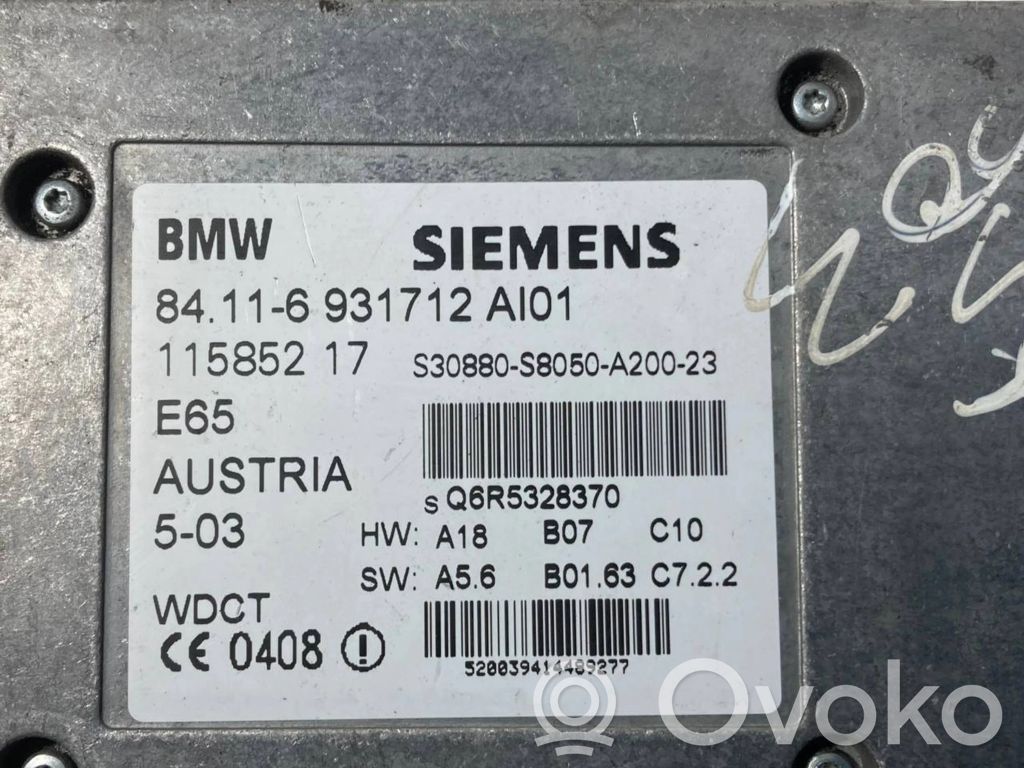 BMW SIEMENS
84.11-6 931712 AI01
115852 17 S30880-S8050-A200-23
E65
AUSTRIA
S Q6R5328370
5-03 HW: A18 B07 C10
SW: A5.6 B01.63 C7.2.2
WDCT
CE 0408
520039414489277
Ovoko